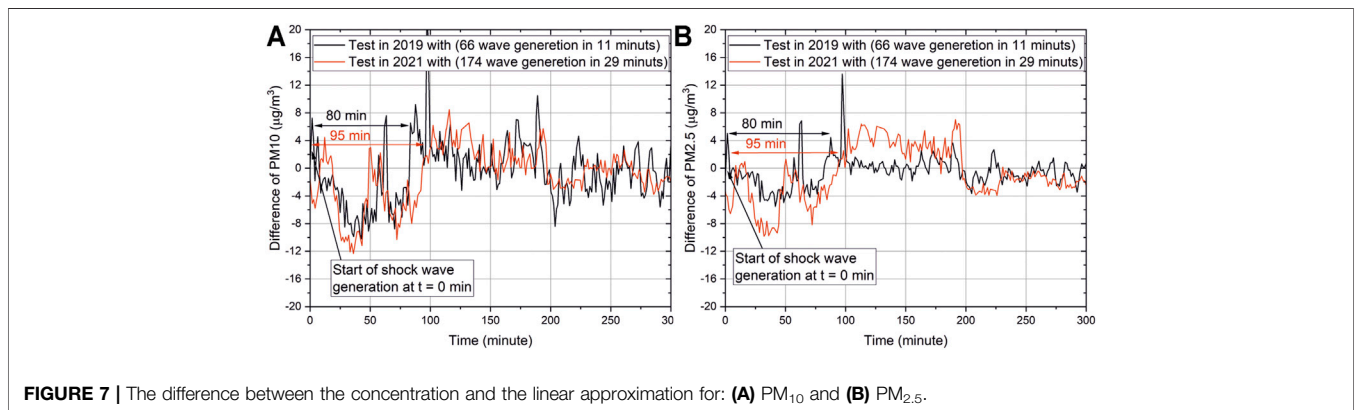 A
Test in 2019 with (66 wave generetion in 11 minuts)
Test in 2021 with (174 wave generetion in 29 minuts)
80 min
95 min
Start of shock wave
generation at t = 0 min
Difference of PM10 (µg/m³)
20
16
12
8
4
0
-4
-8
-12
-16
-20
0
50
100
150
200
250
300
Time (minute)
B
Test in 2019 with (66 wave generetion in 11 minuts)
Test in 2021 with (174 wave generetion in 29 minuts)
80 min
95 min
Start of shock wave
generation at t = 0 min
Difference of PM2.5 (µg/m³)
20
16
12
8
4
0
-4
-8
-12
-16
-20
0
50
100
150
200
250
300
Time (minute)
FIGURE 7 | The difference between the concentration and the linear approximation for: (A) PM₁₀ and (B) PM₂.₅.